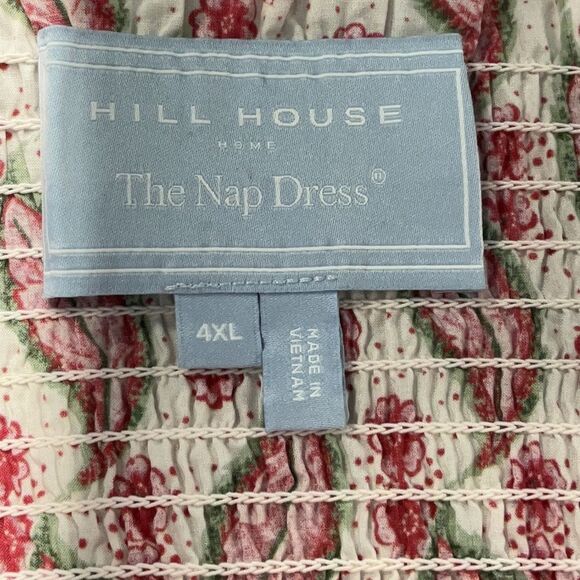 HILL HOUSE
HOME
The Nap Dress®
4XL
MADE IN
VIETNAM